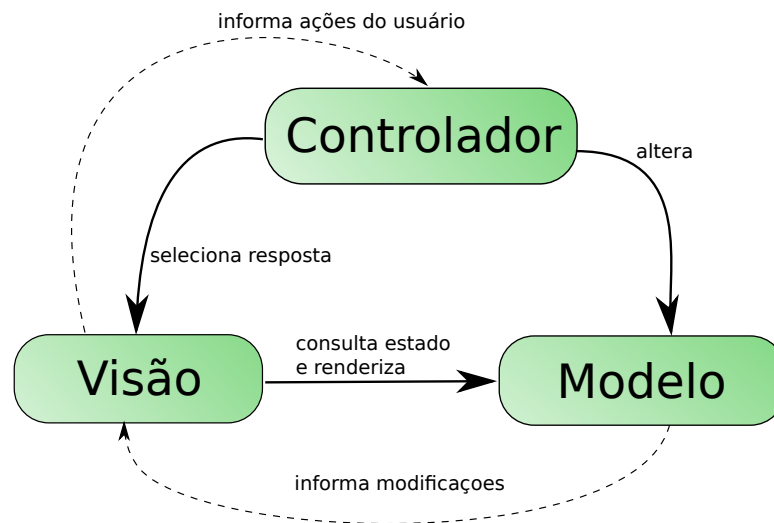 informa ações do usuário
Controlador
altera
seleciona resposta
consulta estado
e renderiza
Visão
Modelo
informa modificaçoes